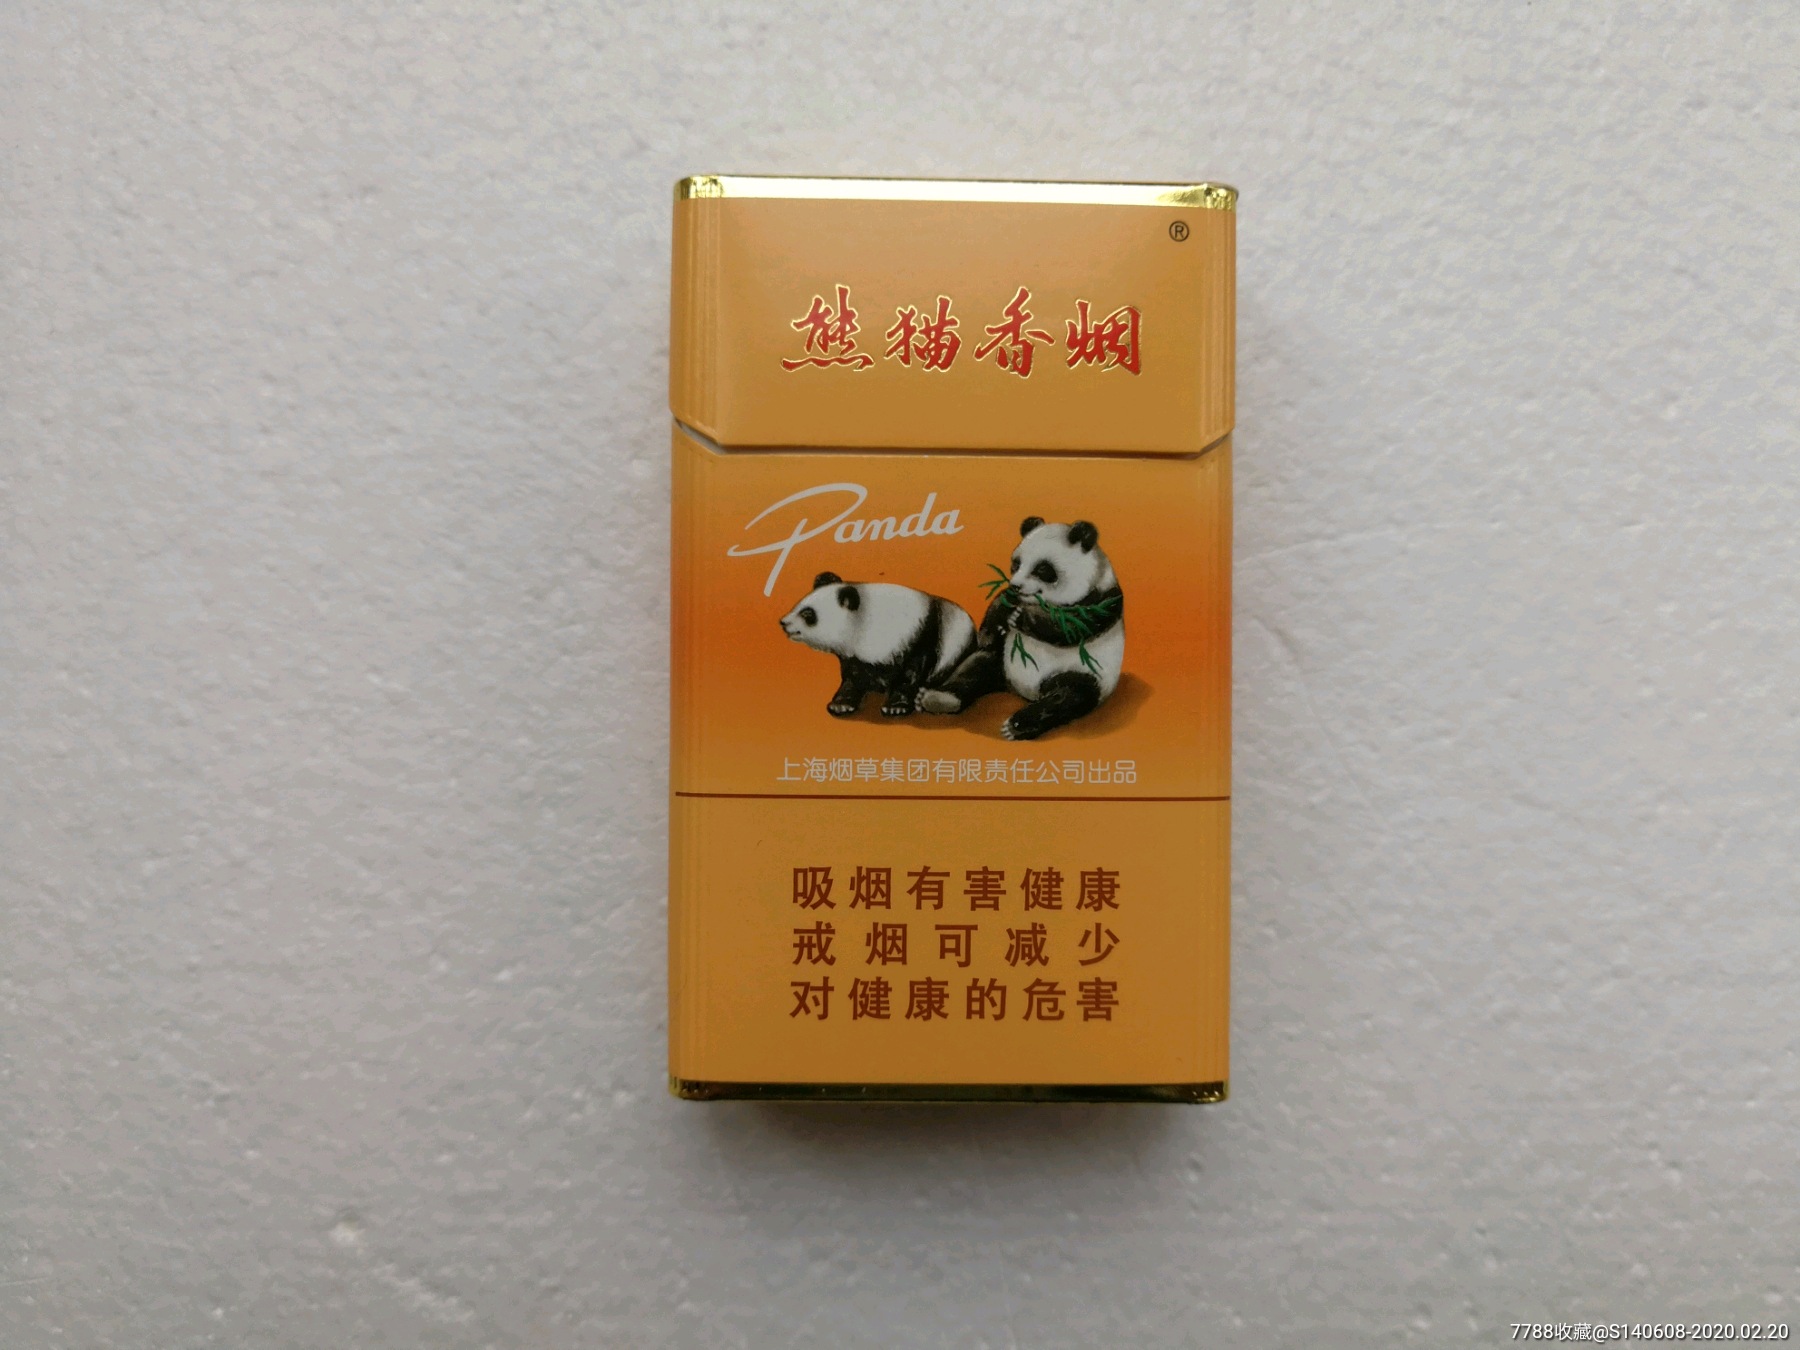 ®
熊猫香烟
Panda
上海烟草集团有限责任公司出品
吸烟有害健康
戒烟可减少
对健康的危害
7788收藏@S140608-2020.02.20